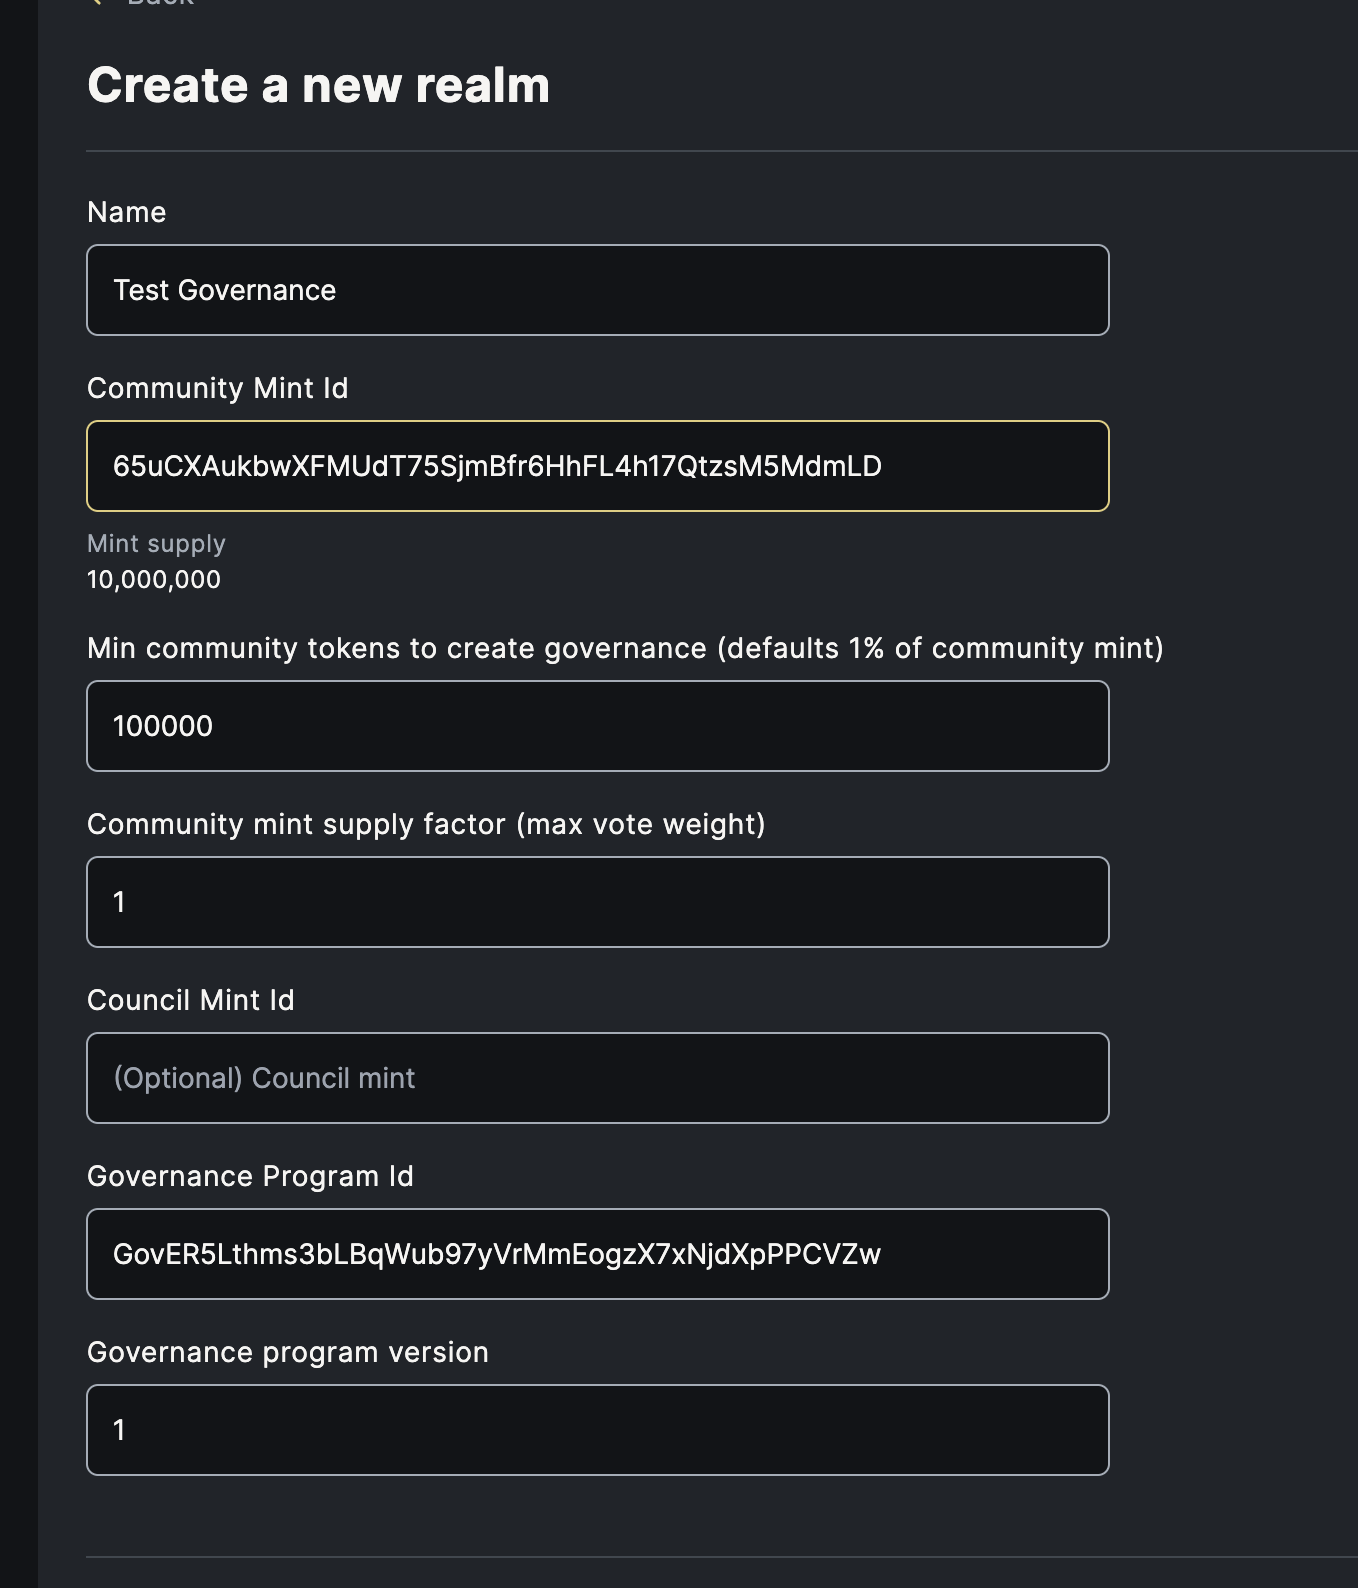 Back
Create a new realm
Name
Test Governance
Community Mint Id
65uCXAukbwXFMUdT75SjmBfr6HhFL4h17QtzsM5MdmLD
Mint supply
10,000,000
Min community tokens to create governance (defaults 1% of community mint)
100000
Community mint supply factor (max vote weight)
1
Council Mint Id
(Optional) Council mint
Governance Program Id
GovER5Lthms3bLBqWub97yVrMmEogzX7xNjdXpPPCVZw
Governance program version
1